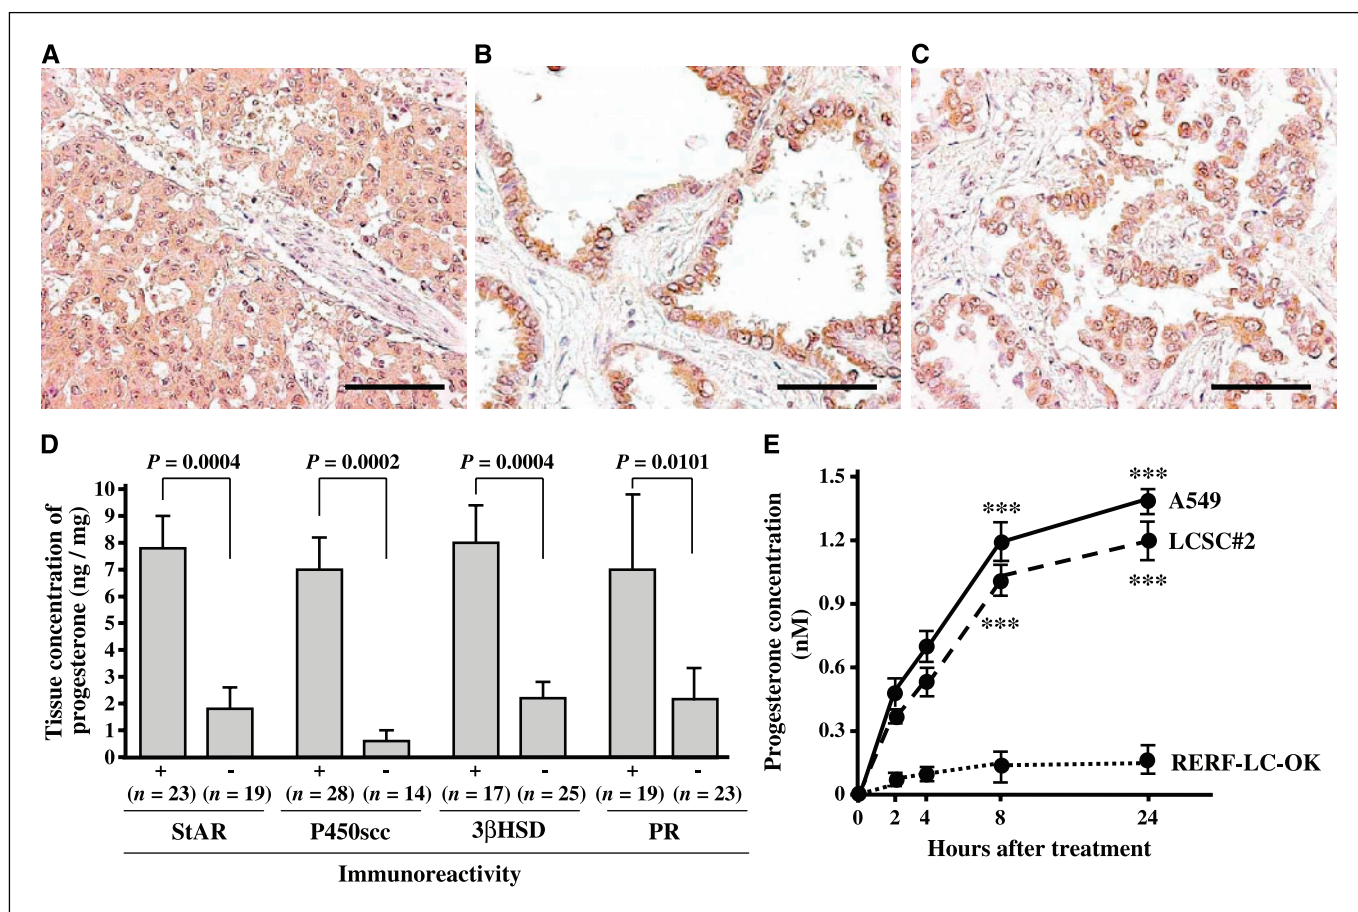 A
B
C
D
P = 0.0004
P = 0.0002
P = 0.0004
P = 0.0101
Tissue concentration of
progesterone (ng / mg)
10
9
8
7
6
5
4
3
2
1
0
+ - + - + - + -
(n = 23) (n = 19) (n = 28) (n = 14) (n = 17) (n = 25) (n = 19) (n = 23)
StAR P450scc 3βHSD PR
Immunoreactivity
E
Progesterone concentration
(nM)
1.5
1.2
0.9
0.6
0.3
0
***
A549
***
LCSC#2
***
***
RERF-LC-OK
0 2 4 8 24
Hours after treatment